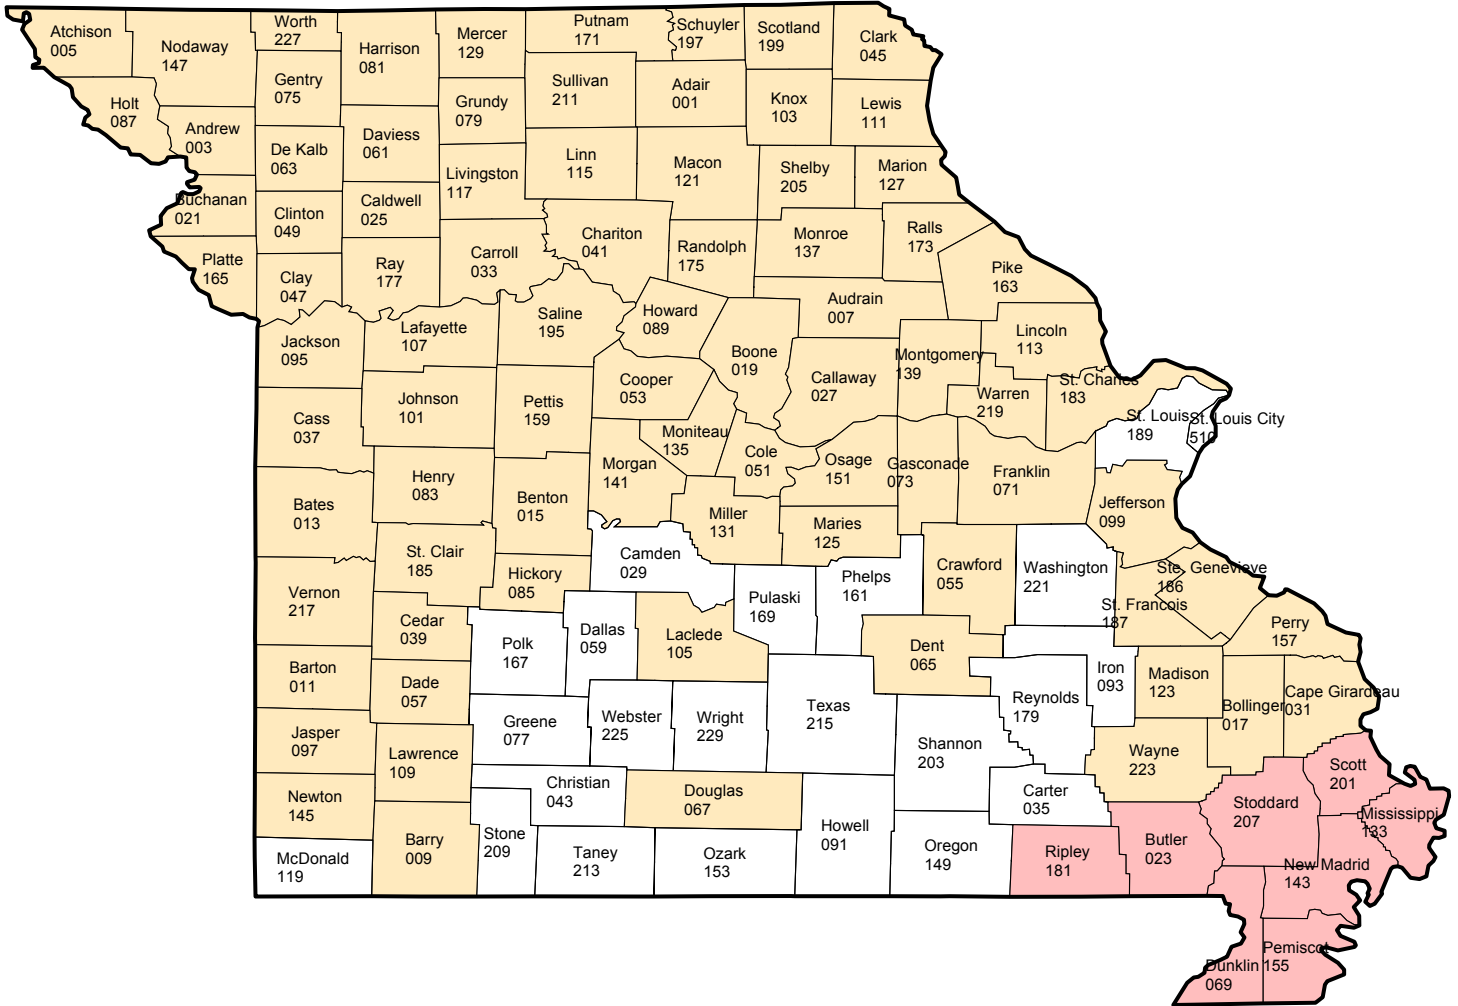 Atchison
005
Nodaway
147
Worth
227
Harrison
081
Mercer
129
Putnam
171
Schuyler
197
Scotland
199
Clark
045
Gentry
075
Sullivan
211
Adair
001
Knox
103
Lewis
111
Holt
087
Andrew
003
De Kalb
063
Daviess
061
Grundy
079
Livingston
117
Linn
115
Macon
121
Shelby
205
Marion
127
Buchanan
021
Clinton
049
Caldwell
025
Platte
165
Clay
047
Ray
177
Carroll
033
Chariton
041
Randolph
175
Monroe
137
Ralls
173
Pike
163
Audrain
007
Jackson
095
Lafayette
107
Saline
195
Howard
089
Boone
019
Callaway
027
Montgomery
139
Lincoln
113
Warren
219
St. Charles
183
St. Louis
189
St. Louis City
510
Cass
037
Johnson
101
Pettis
159
Cooper
053
Moniteau
135
Cole
051
Osage
151
Gasconade
073
Franklin
071
Jefferson
099
Bates
013
Henry
083
Benton
015
Morgan
141
Miller
131
Maries
125
Camden
029
St. Clair
185
Hickory
085
Vernon
217
Cedar
039
Polk
167
Dallas
059
Laclede
105
Pulaski
169
Phelps
161
Crawford
055
Washington
221
Ste. Genevieve
186
St. Francois
187
Perry
157
Dent
065
Iron
093
Madison
123
Bollinger
017
Cape Girardeau
031
Barton
011
Dade
057
Greene
077
Webster
225
Wright
229
Texas
215
Reynolds
179
Shannon
203
Wayne
223
Jasper
097
Lawrence
109
Christian
043
Douglas
067
Carter
035
Scott
201
Stoddard
207
Mississippi
133
Newton
145
Barry
009
Stone
209
Taney
213
Ozark
153
Howell
091
Oregon
149
Ripley
181
Butler
023
New Madrid
143
McDonald
119
Dunklin
069
Pemiscot
155